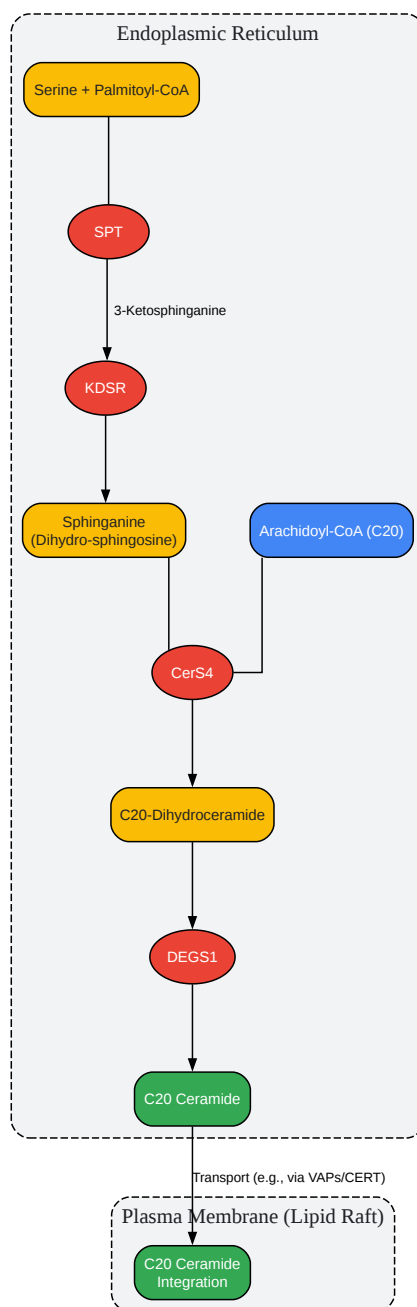 Endoplasmic Reticulum
Serine + Palmitoyl-CoA
SPT
3-Ketosphinganine
KDSR
Sphinganine
(Dihydro-sphingosine)
Arachidoyl-CoA (C20)
CerS4
C20-Dihydroceramide
DEGS1
C20 Ceramide
Transport (e.g., via VAPs/CERT)
Plasma Membrane (Lipid Raft)
C20 Ceramide
Integration